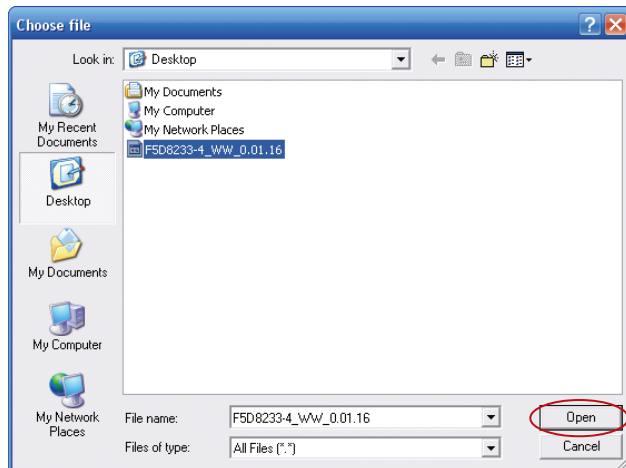 Choose file
Look in:
Desktop
My Recent
Documents
Desktop
My Documents
My Computer
My Network
Places
My Documents
My Computer
My Network Places
F5D8233-4_WW_0.01.16
File name:
F5D8233-4_WW_0.01.16
Open
Files of type:
All Files (*.*)
Cancel